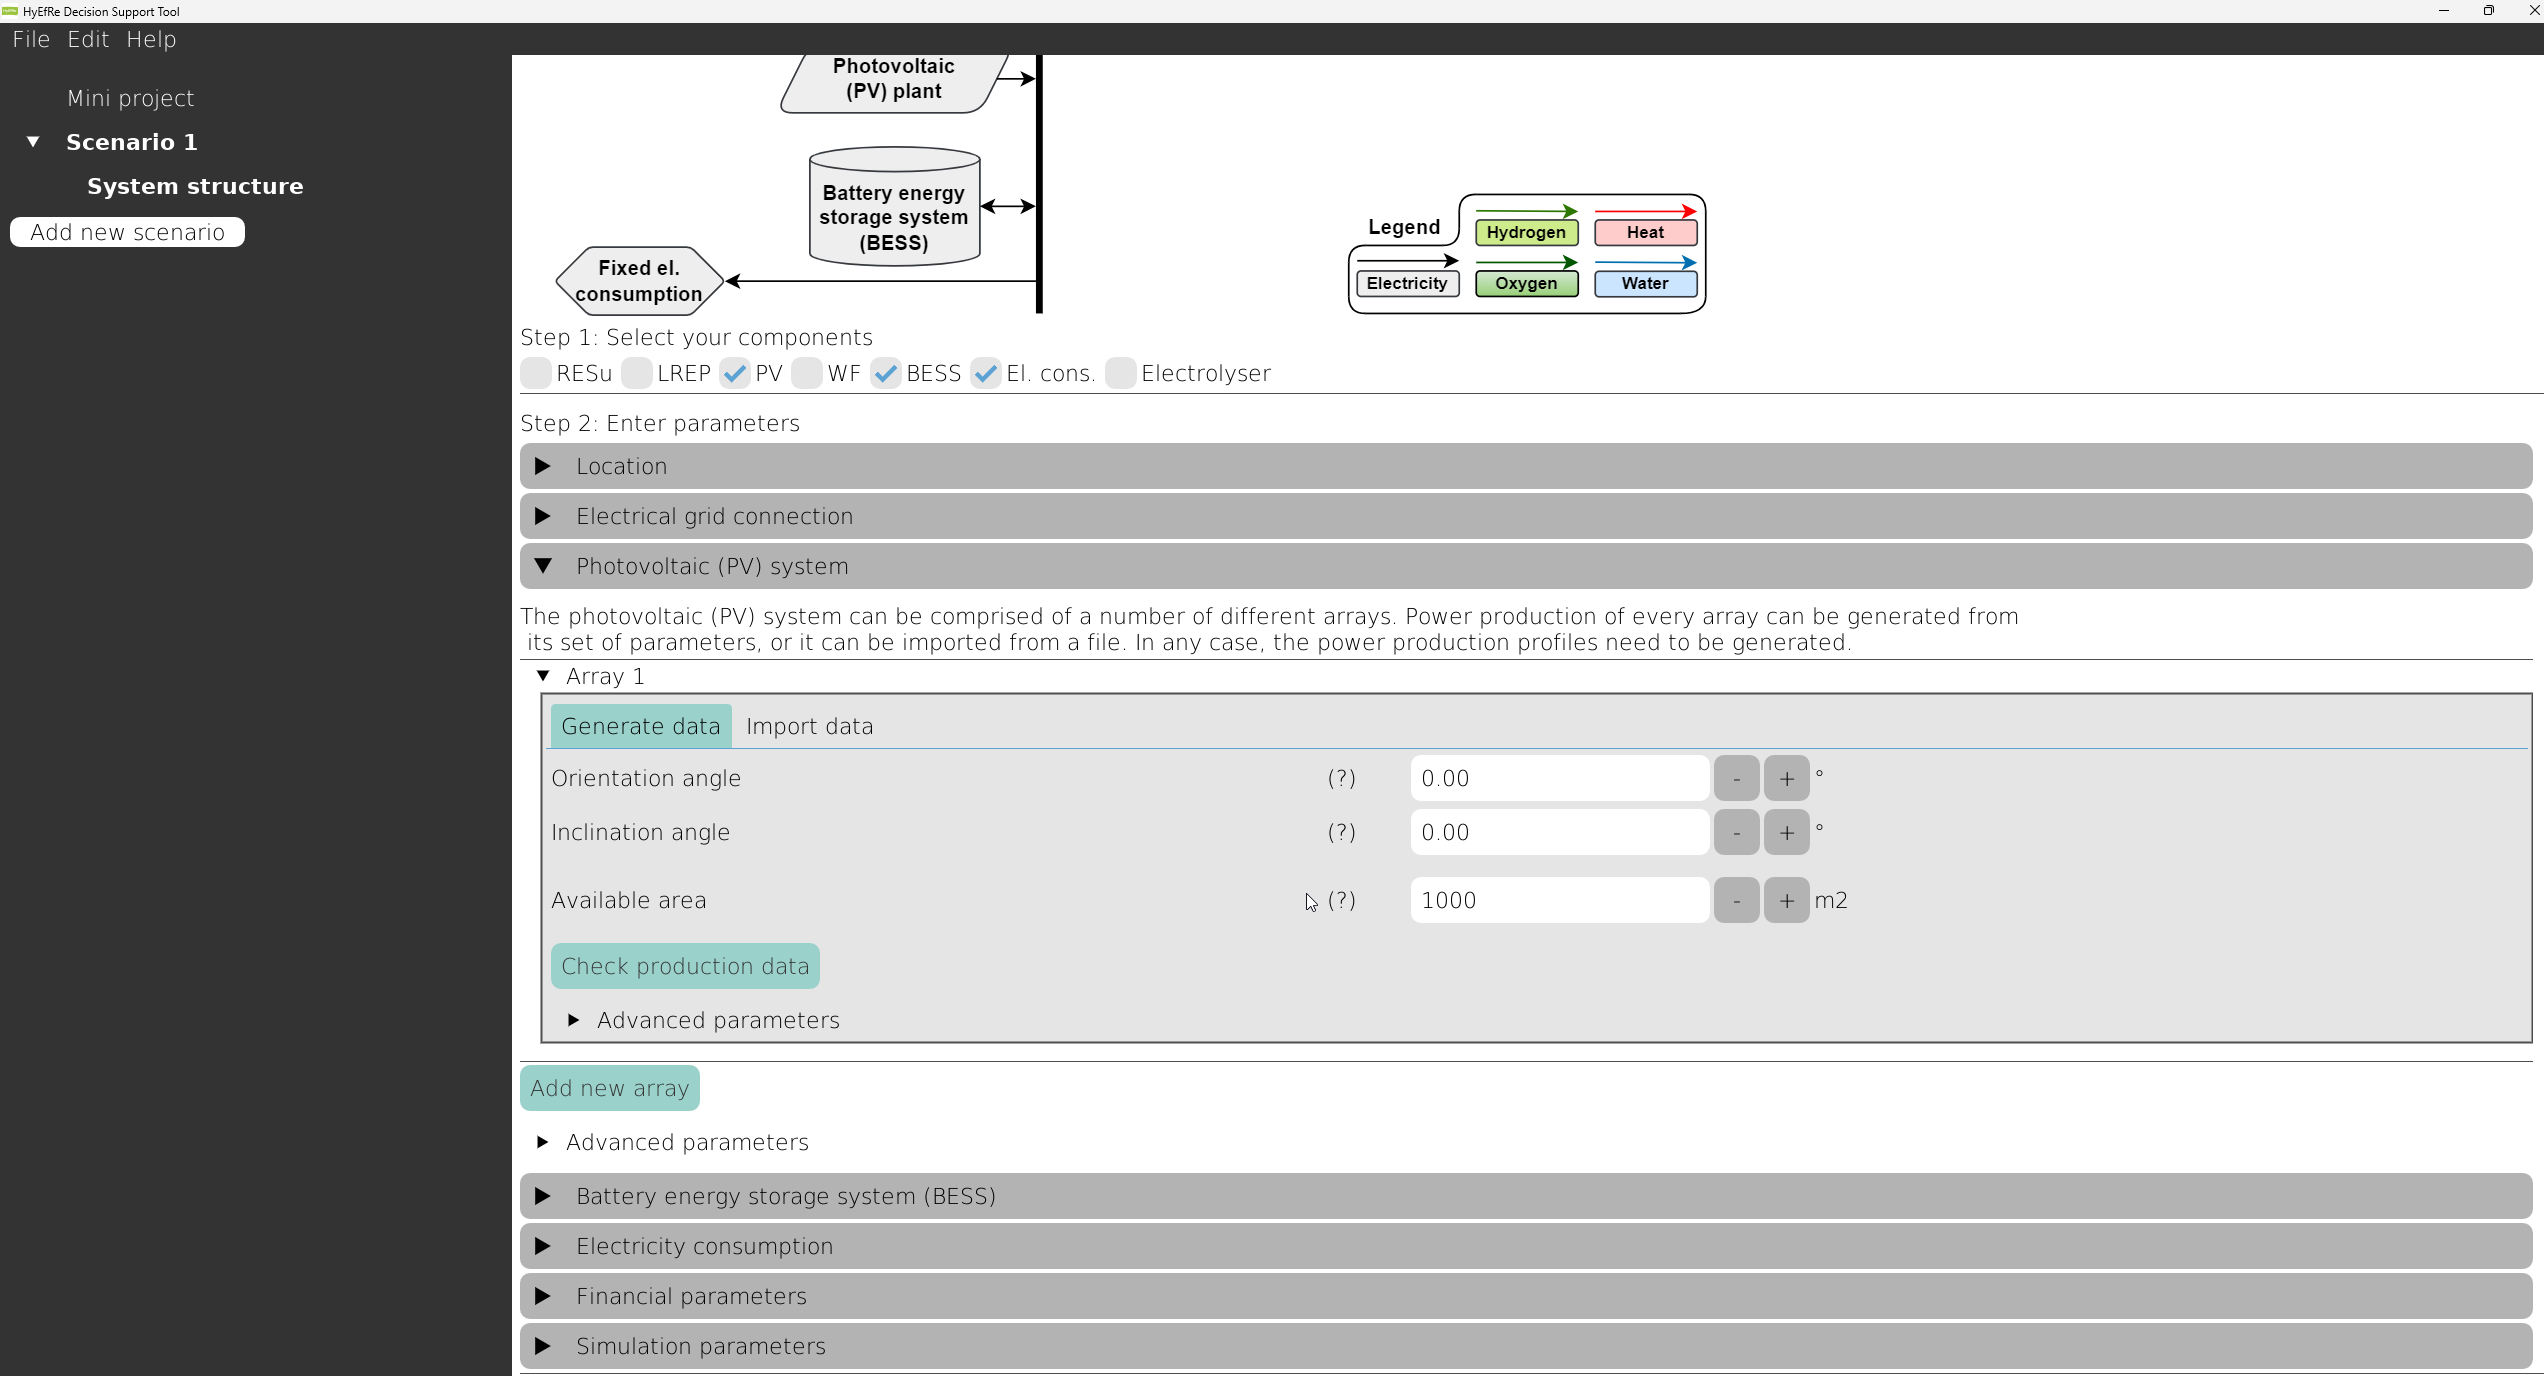 HyEfRe Decision Support Tool
File Edit Help
Mini project
Scenario 1
System structure
Add new scenario
Photovoltaic
(PV) plant
Battery energy
storage system
(BESS)
Fixed el.
consumption
Legend
Hydrogen
Heat
Electricity
Oxygen
Water
Step 1: Select your components
RESu LREP PV WF BESS El. cons. Electrolyser
Step 2: Enter parameters
Location
Electrical grid connection
Photovoltaic (PV) system
The photovoltaic (PV) system can be comprised of a number of different arrays. Power production of every array can be generated from
its set of parameters, or it can be imported from a file. In any case, the power production profiles need to be generated.
Array 1
Generate data Import data
Orientation angle (?) 0.00 - + °
Inclination angle (?) 0.00 - + °
Available area (?) 1000 - + m2
Check production data
Advanced parameters
Add new array
Advanced parameters
Battery energy storage system (BESS)
Electricity consumption
Financial parameters
Simulation parameters